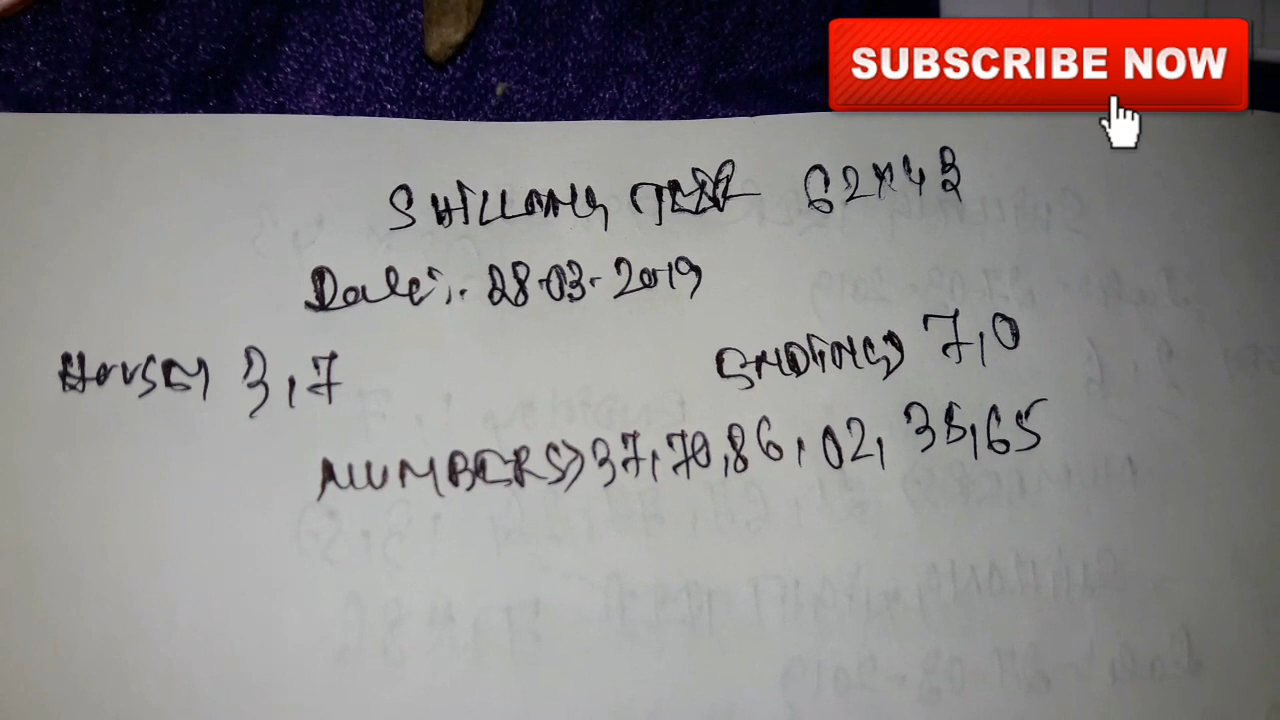 SUBSCRIBE NOW
SHILLONG TEER 62x43
Date:- 28-03-2019
HOUSE> 3,7
ENDING> 7,0
NUMBERS> 37,70,86,02,35,65